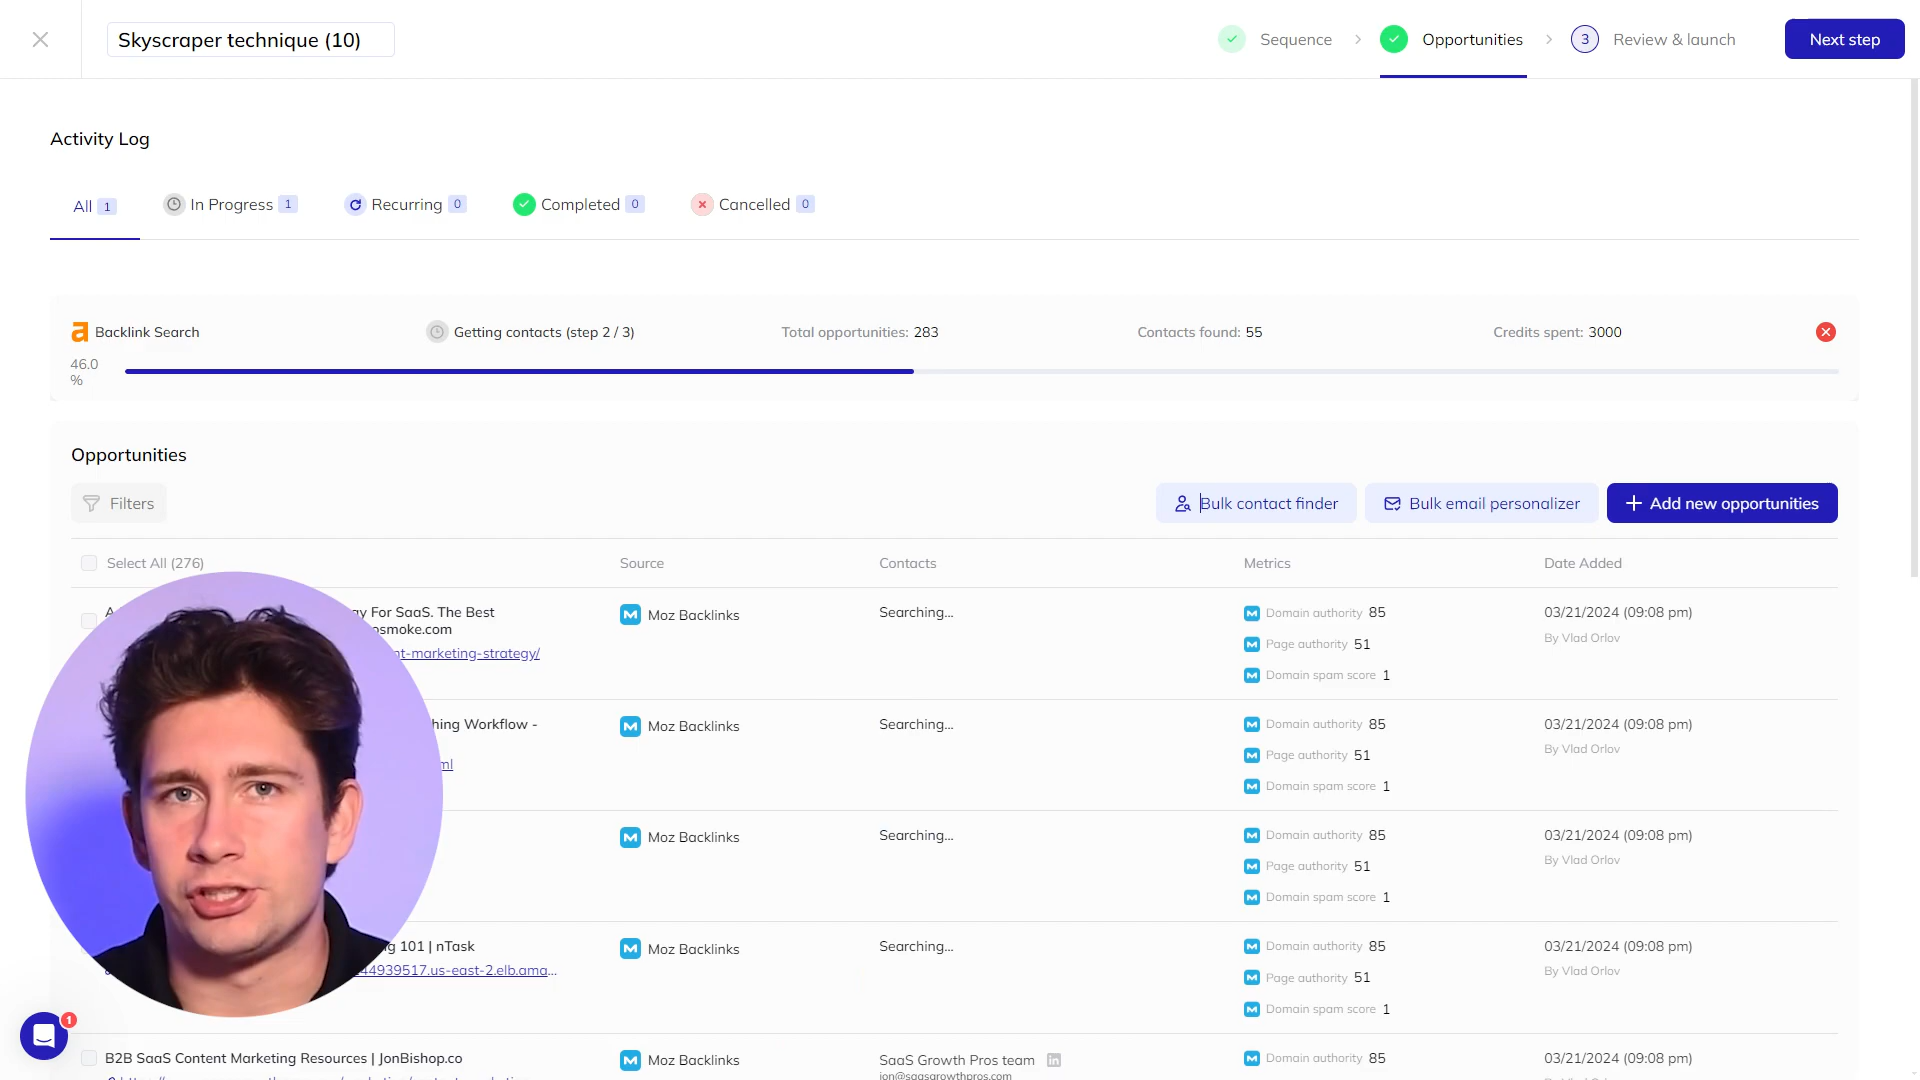 Skyscraper technique (10)
Sequence
Opportunities
3 Review & launch
Next step
Activity Log
All 1
In Progress 1
Recurring 0
Completed 0
Cancelled 0
Backlink Search
Getting contacts (step 2 / 3)
Total opportunities: 283
Contacts found: 55
Credits spent: 3000
46.0
%
Opportunities
Filters
Bulk contact finder
Bulk email personalizer
Add new opportunities
Select All (276)
Source
Contacts
Metrics
Date Added
For SaaS. The Best
osmoke.com
nt-marketing-strategy/
Moz Backlinks
Searching...
Domain authority 85
Page authority 51
Domain spam score 1
03/21/2024 (09:08 pm)
By Vlad Orlov
hing Workflow -
ml
Moz Backlinks
Searching...
Domain authority 85
Page authority 51
Domain spam score 1
03/21/2024 (09:08 pm)
By Vlad Orlov
Moz Backlinks
Searching...
Domain authority 85
Page authority 51
Domain spam score 1
03/21/2024 (09:08 pm)
By Vlad Orlov
g 101 | nTask
44939517.us-east-2.elb.ama...
Moz Backlinks
Searching...
Domain authority 85
Page authority 51
Domain spam score 1
03/21/2024 (09:08 pm)
By Vlad Orlov
1
B2B SaaS Content Marketing Resources | JonBishop.co
Moz Backlinks
SaaS Growth Pros team
jon@saasgrowthpros.com
Domain authority 85
03/21/2024 (09:08 pm)